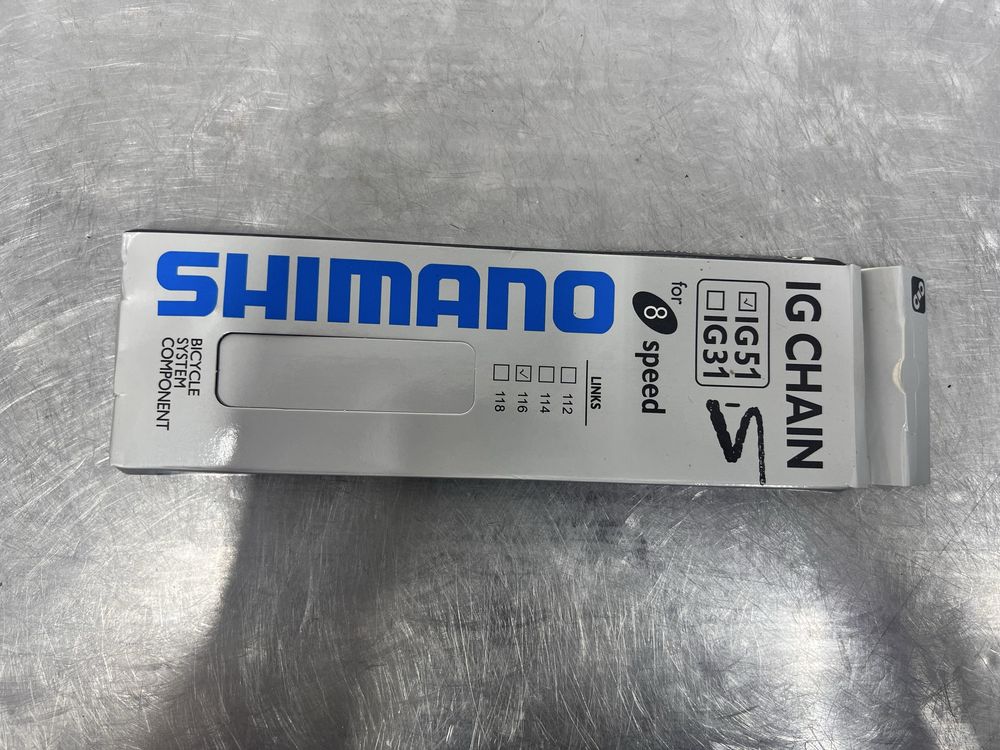 SHIMANO
BICYCLE
SYSTEM
COMPONENT
IG CHAIN
IG51
IG31
for 8 speed
LINKS
112
114
116
118